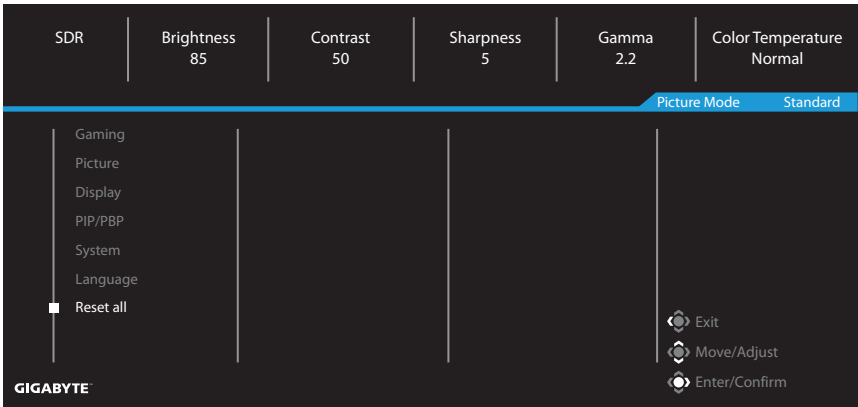 SDR Brightness Contrast Sharpness Gamma Color Temperature
85 50 5 2.2 Normal
Picture Mode Standard
Gaming
Picture
Display
PIP/PBP
System
Language
Reset all
Exit
Move/Adjust
Enter/Confirm
GIGABYTE™